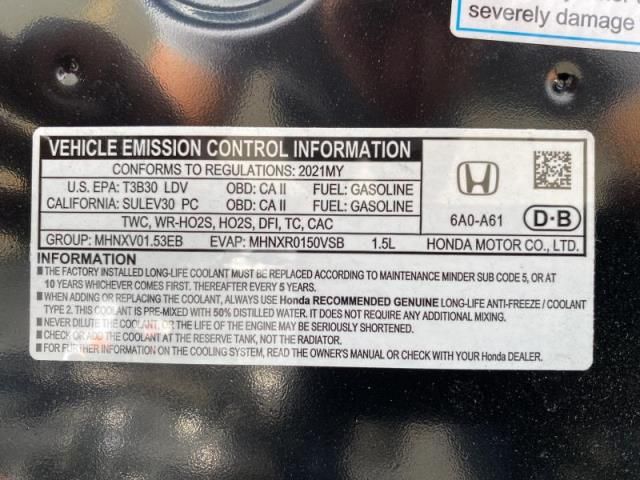 severely damage
VEHICLE EMISSION CONTROL INFORMATION
CONFORMS TO REGULATIONS: 2021MY
U.S. EPA: T3B30 LDV OBD: CA II FUEL: GASOLINE
CALIFORNIA: SULEV30 PC OBD: CA II FUEL: GASOLINE
TWC, WR-HO2S, HO2S, DFI, TC, CAC
6A0-A61 D-B
GROUP: MHNXV01.53EB EVAP: MHNXR0150VSB 1.5L HONDA MOTOR CO., LTD.
INFORMATION
■ THE FACTORY INSTALLED LONG-LIFE COOLANT MUST BE REPLACED ACCORDING TO MAINTENANCE MINDER SUB CODE 5, OR AT
10 YEARS WHICHEVER COMES FIRST. THEREAFTER EVERY 5 YEARS.
■ WHEN ADDING OR REPLACING THE COOLANT, ALWAYS USE Honda RECOMMENDED GENUINE LONG-LIFE ANTI-FREEZE / COOLANT
TYPE 2. THIS COOLANT IS PRE-MIXED WITH 50% DISTILLED WATER. IT DOES NOT REQUIRE ANY ADDITIONAL MIXING.
■ NEVER DILUTE THE COOLANT, OR THE LIFE OF THE ENGINE MAY BE SERIOUSLY SHORTENED.
■ CHECK OR ADD THE COOLANT AT THE RESERVE TANK, NOT THE RADIATOR.
■ FOR FURTHER INFORMATION ON THE COOLING SYSTEM, READ THE OWNER'S MANUAL OR CHECK WITH YOUR Honda DEALER.